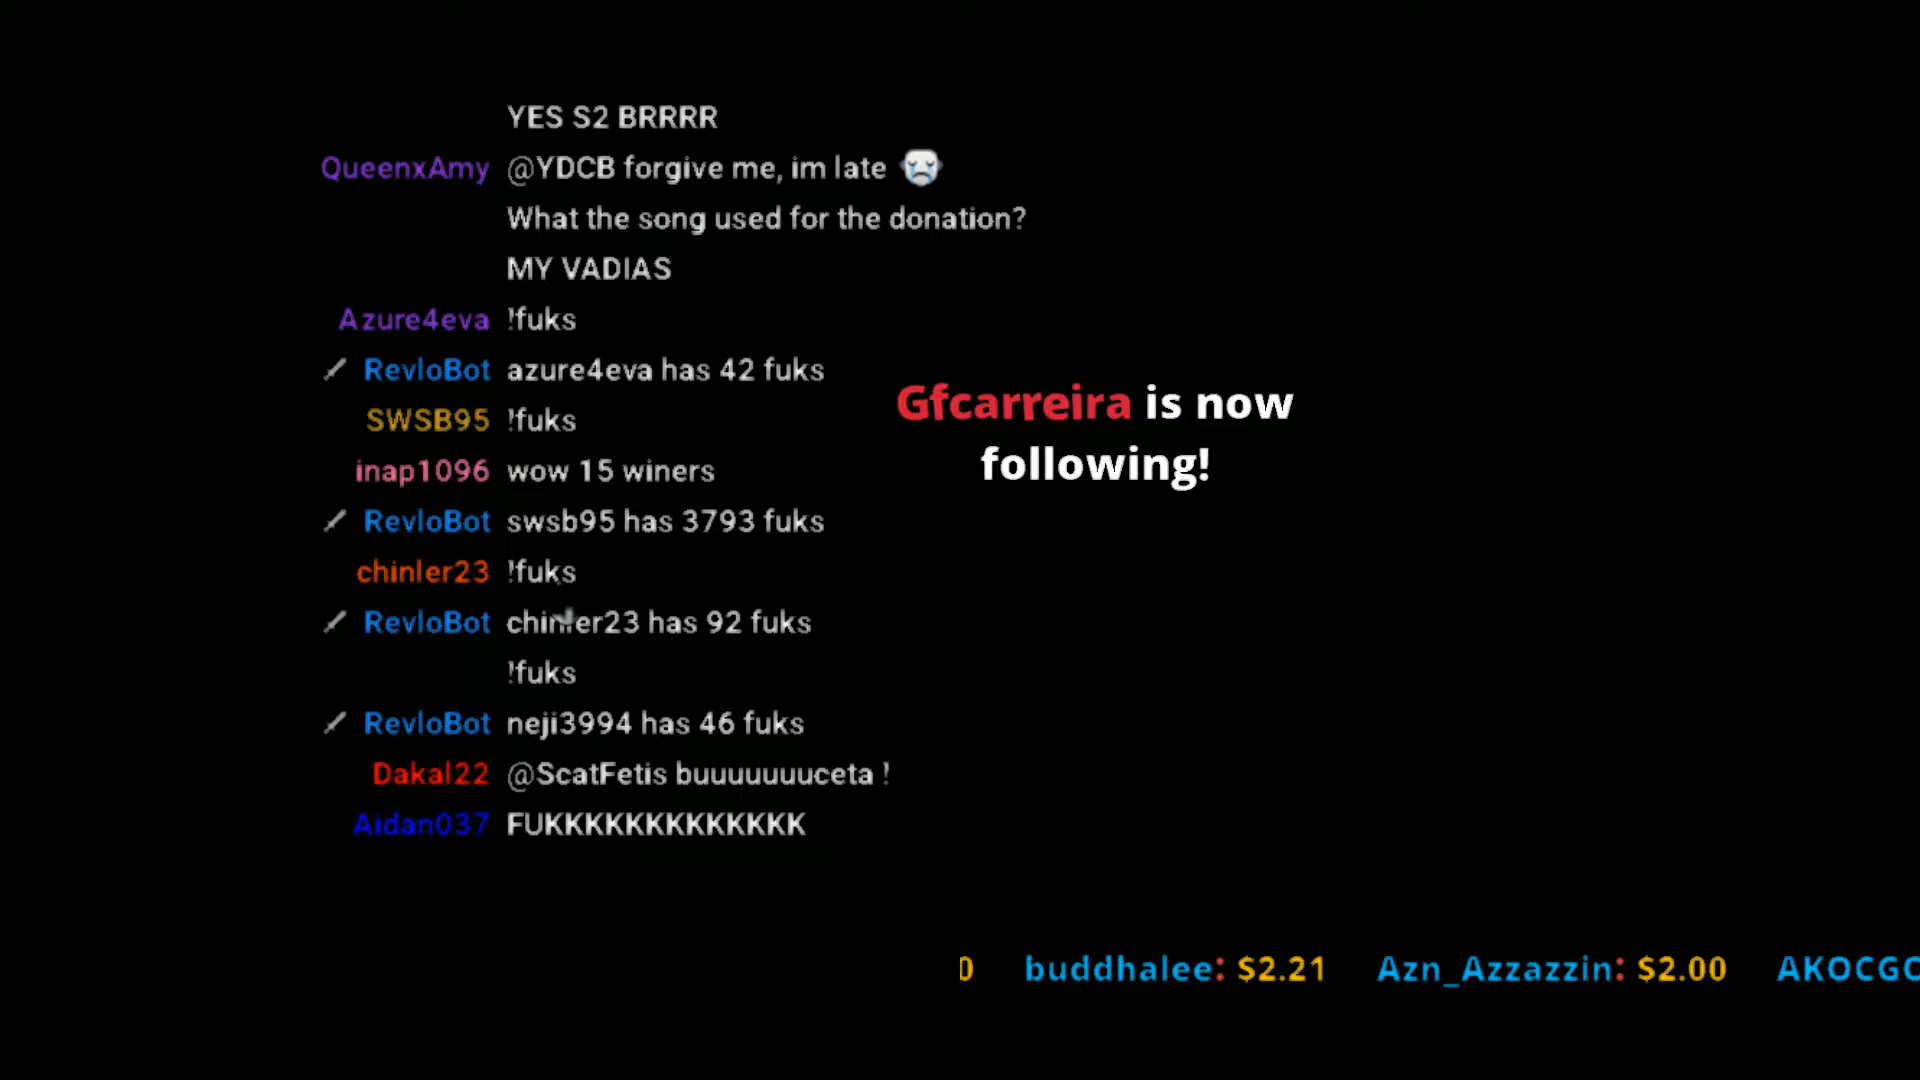 YES S2 BRRRR
QueenxAmy @YDCB forgive me, im late
What the song used for the donation?
MY VADIAS
Azure4eva !fuks
RevloBot azure4eva has 42 fuks
SWSB95 !fuks
inap1096 wow 15 winers
RevloBot swsb95 has 3793 fuks
chinler23 !fuks
RevloBot chinler23 has 92 fuks
!fuks
RevloBot neji3994 has 46 fuks
Dakal22 @ScatFetis buuuuuuuceta !
Aidan037 FUKKKKKKKKKKKKK
Gfcarreira is now
following!
0 buddhalee: $2.21 Azn_Azzazzin: $2.00 AKOCGO